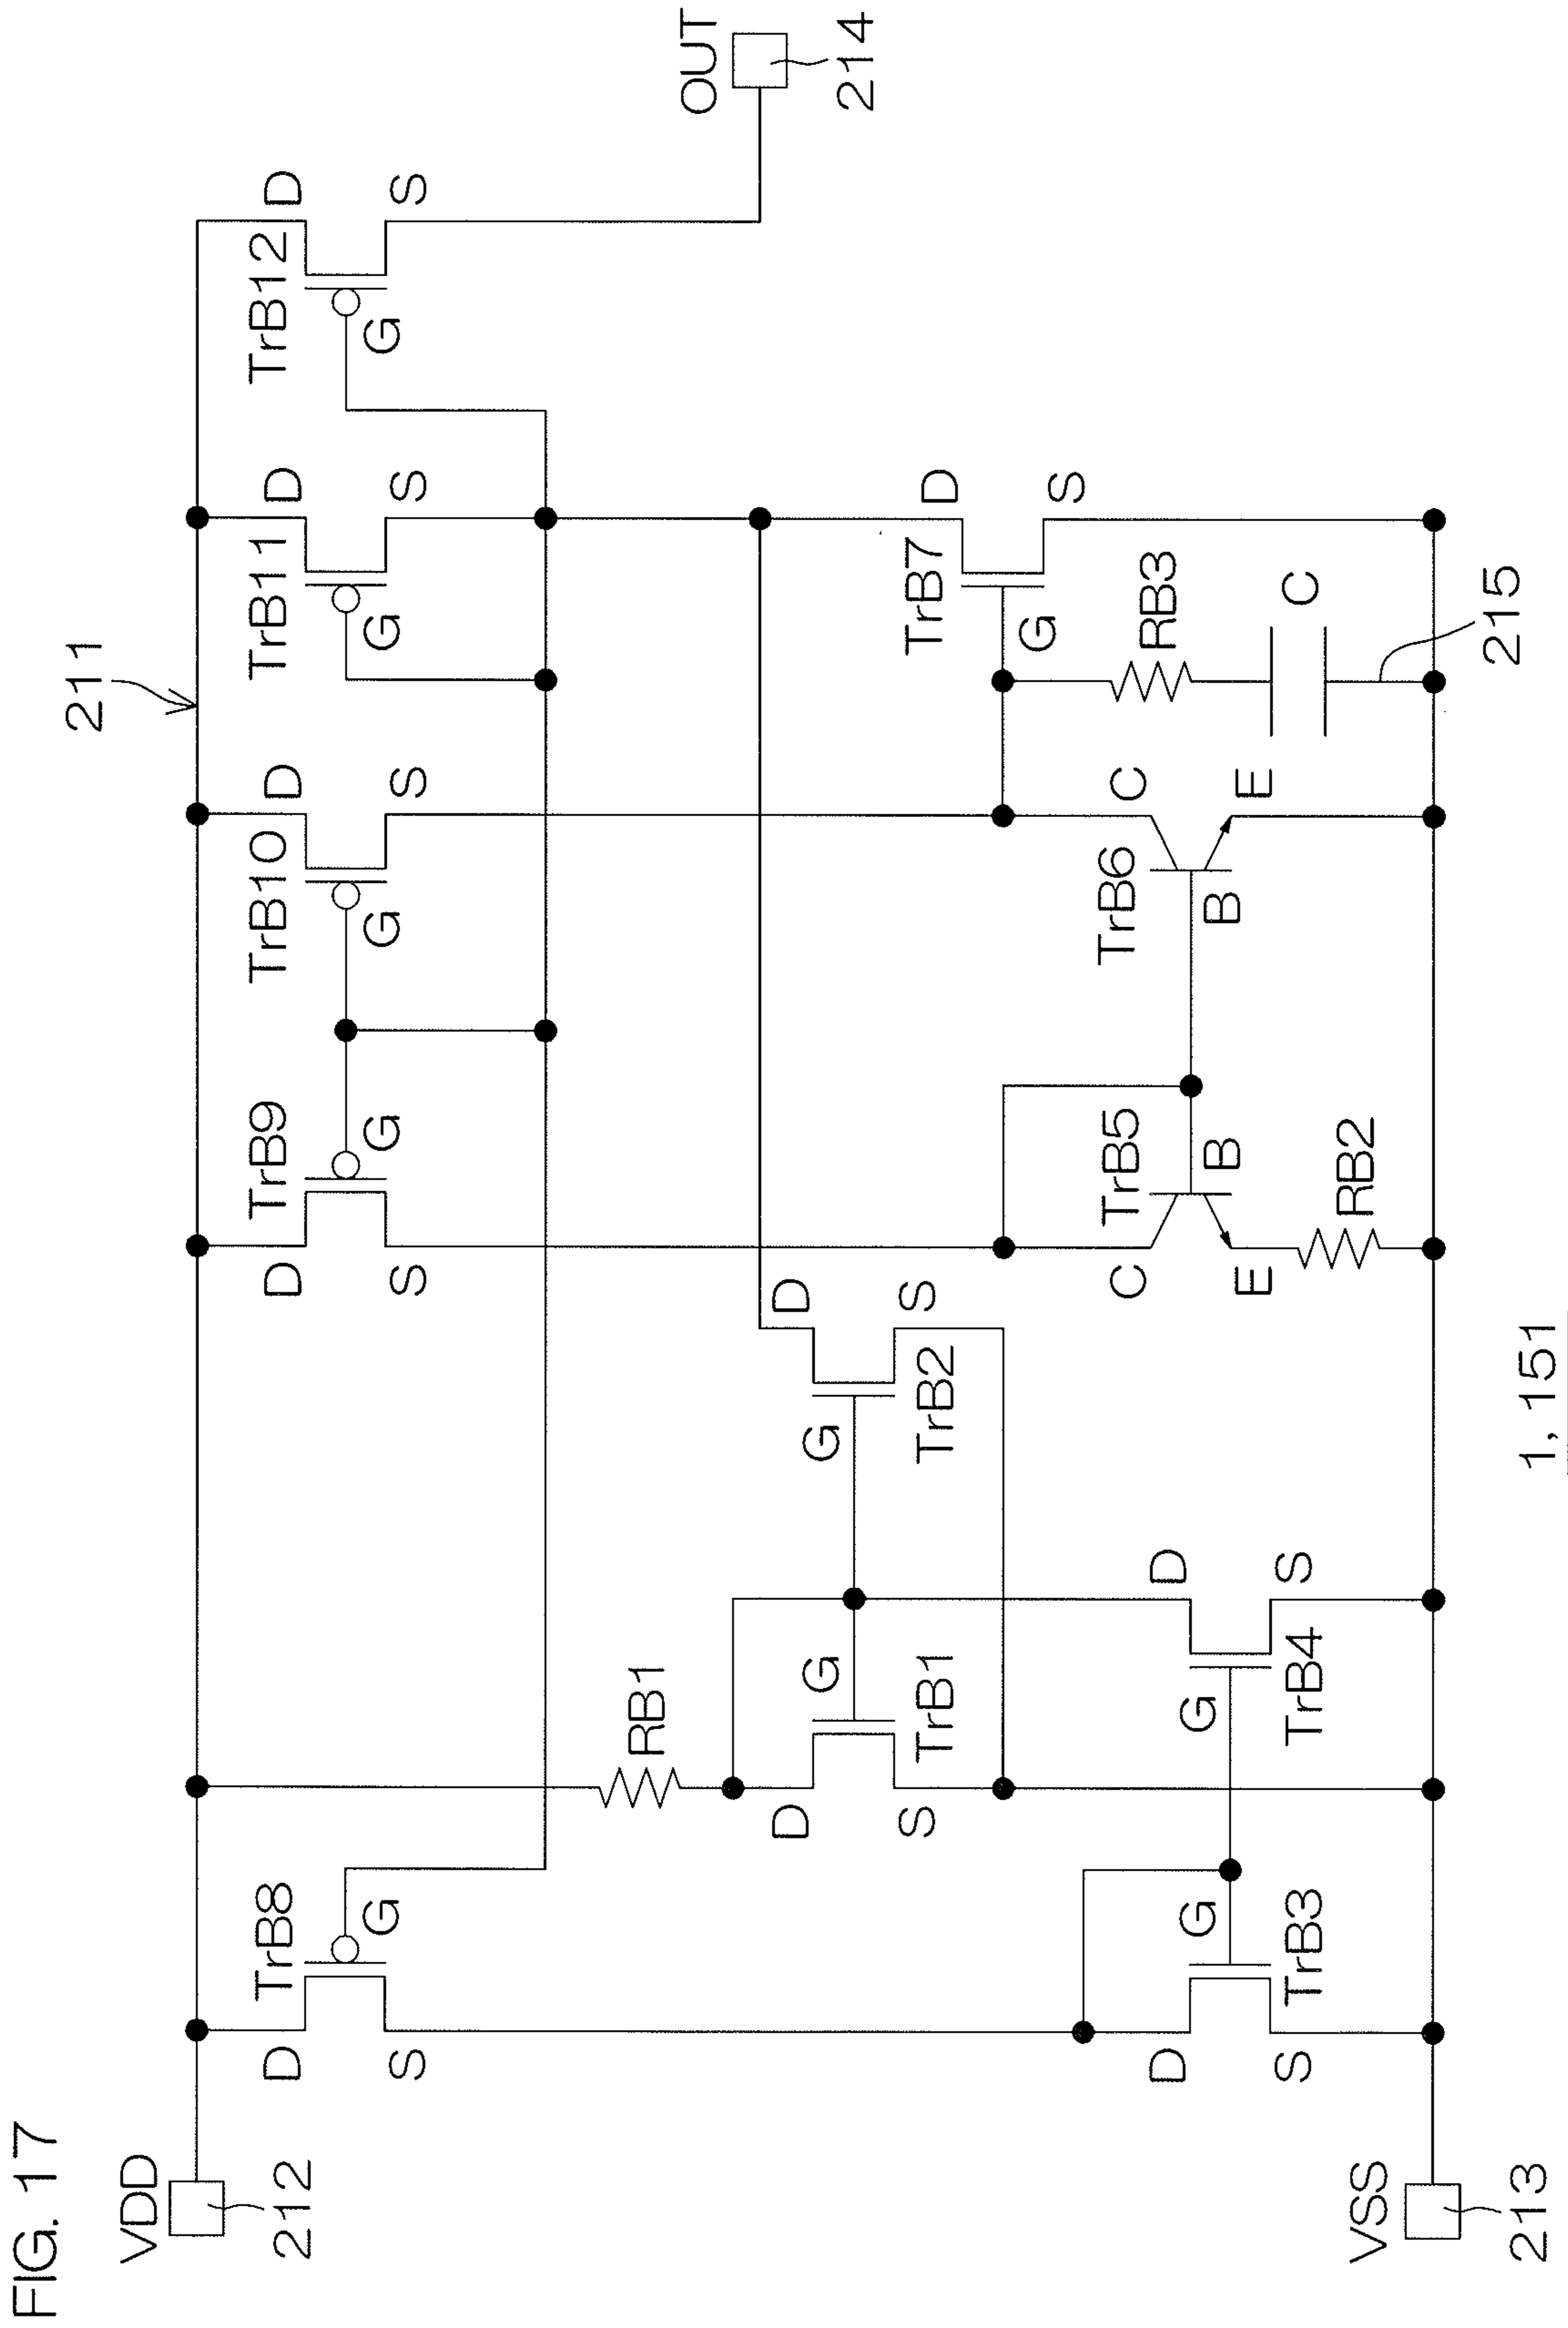 FIG. 17
211
VDD
212
D
TrB8
G
S
RB1
D
TrB9
G
S
D
TrB10
G
S
D
TrB11
G
S
D
TrB12
G
S
OUT
214
D
G
TrB1
S
D
G
TrB2
S
D
G
TrB3
S
D
G
TrB4
S
C
TrB5
B
E
RB2
C
TrB6
B
E
D
TrB7
G
S
RB3
C
215
VSS
213
1, 151